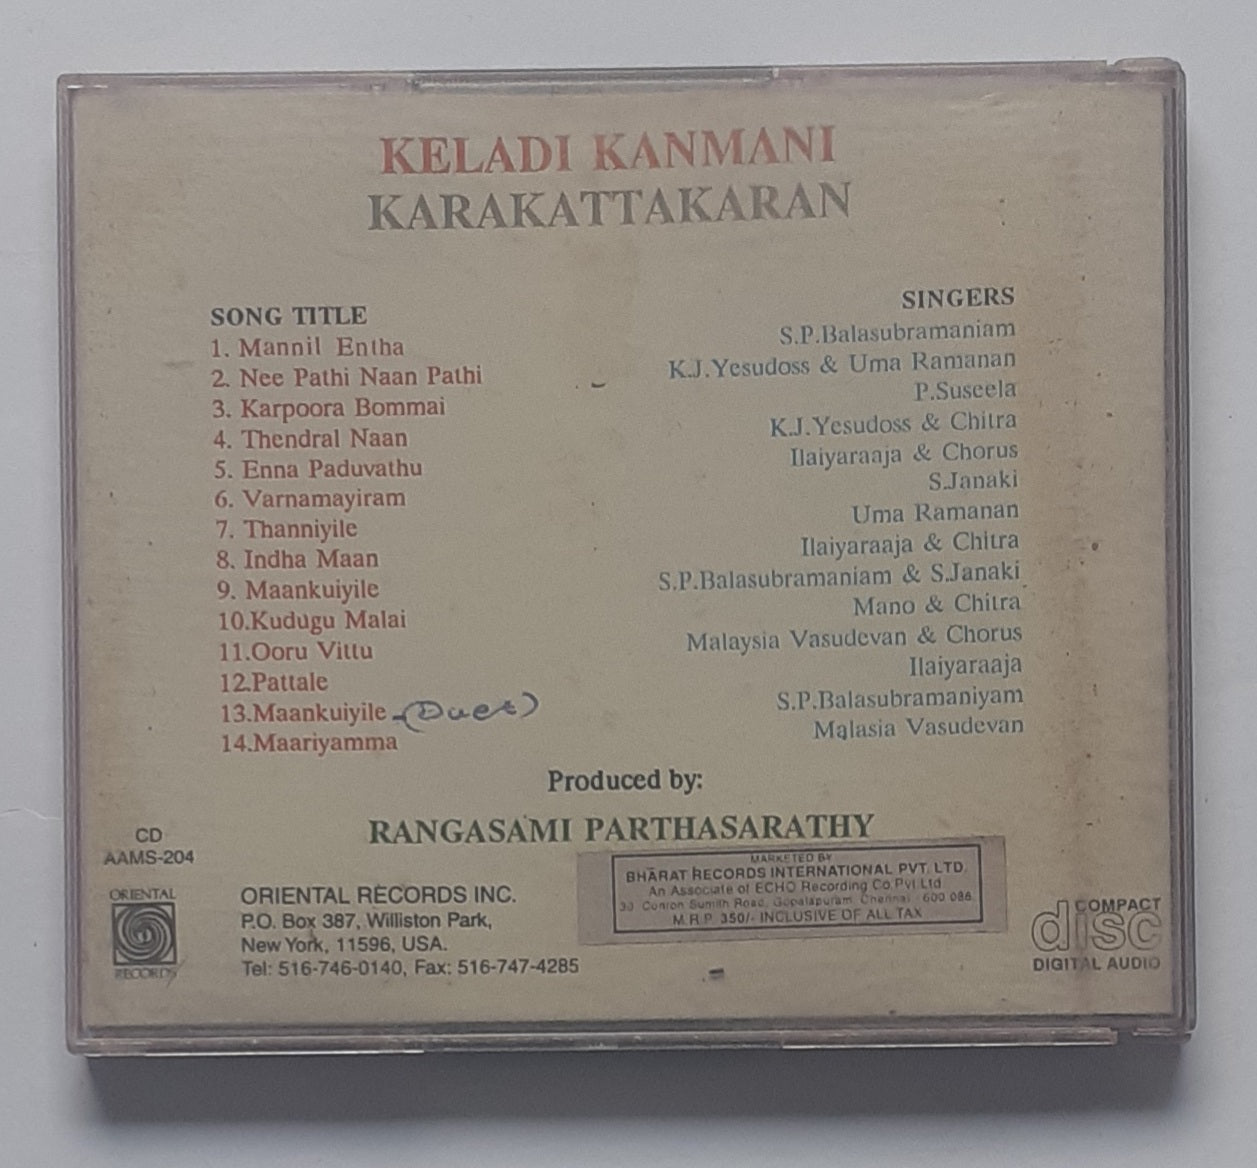 KELADI KANMANI
KARAKATTAKARAN
SONG TITLE SINGERS
1. Mannil Entha S.P.Balasubramaniam
2. Nee Pathi Naan Pathi K.J.Yesudoss & Uma Ramanan
3. Karpoora Bommai P.Suseela
4. Thendral Naan K.J.Yesudoss & Chitra
5. Enna Paduvathu Ilaiyaraaja & Chorus
6. Varnamayiram S.Janaki
7. Thanniyile Uma Ramanan
8. Indha Maan Ilaiyaraaja & Chitra
9. Maankuiyile S.P.Balasubramaniam & S.Janaki
10.Kudugu Malai Mano & Chitra
11.Ooru Vittu Malaysia Vasudevan & Chorus
12.Pattale Ilaiyaraaja
13.Maankuiyile -(Duet) S.P.Balasubramaniyam
14.Maariyamma Malasia Vasudevan
Produced by:
RANGASAMI PARTHASARATHY
CD
AAMS-204
ORIENTAL
RECORDS
ORIENTAL RECORDS INC.
P.O. Box 387, Williston Park,
New York, 11596, USA.
Tel: 516-746-0140, Fax: 516-747-4285
MARKETED BY
BHARAT RECORDS INTERNATIONAL PVT. LTD.
An Associate of ECHO Recording Co.Pvt.Ltd
Road, Gopalapuram, Chennai - 600 086
M.R.P. 350/- INCLUSIVE OF ALL TAX
COMPACT
disc
DIGITAL AUDIO